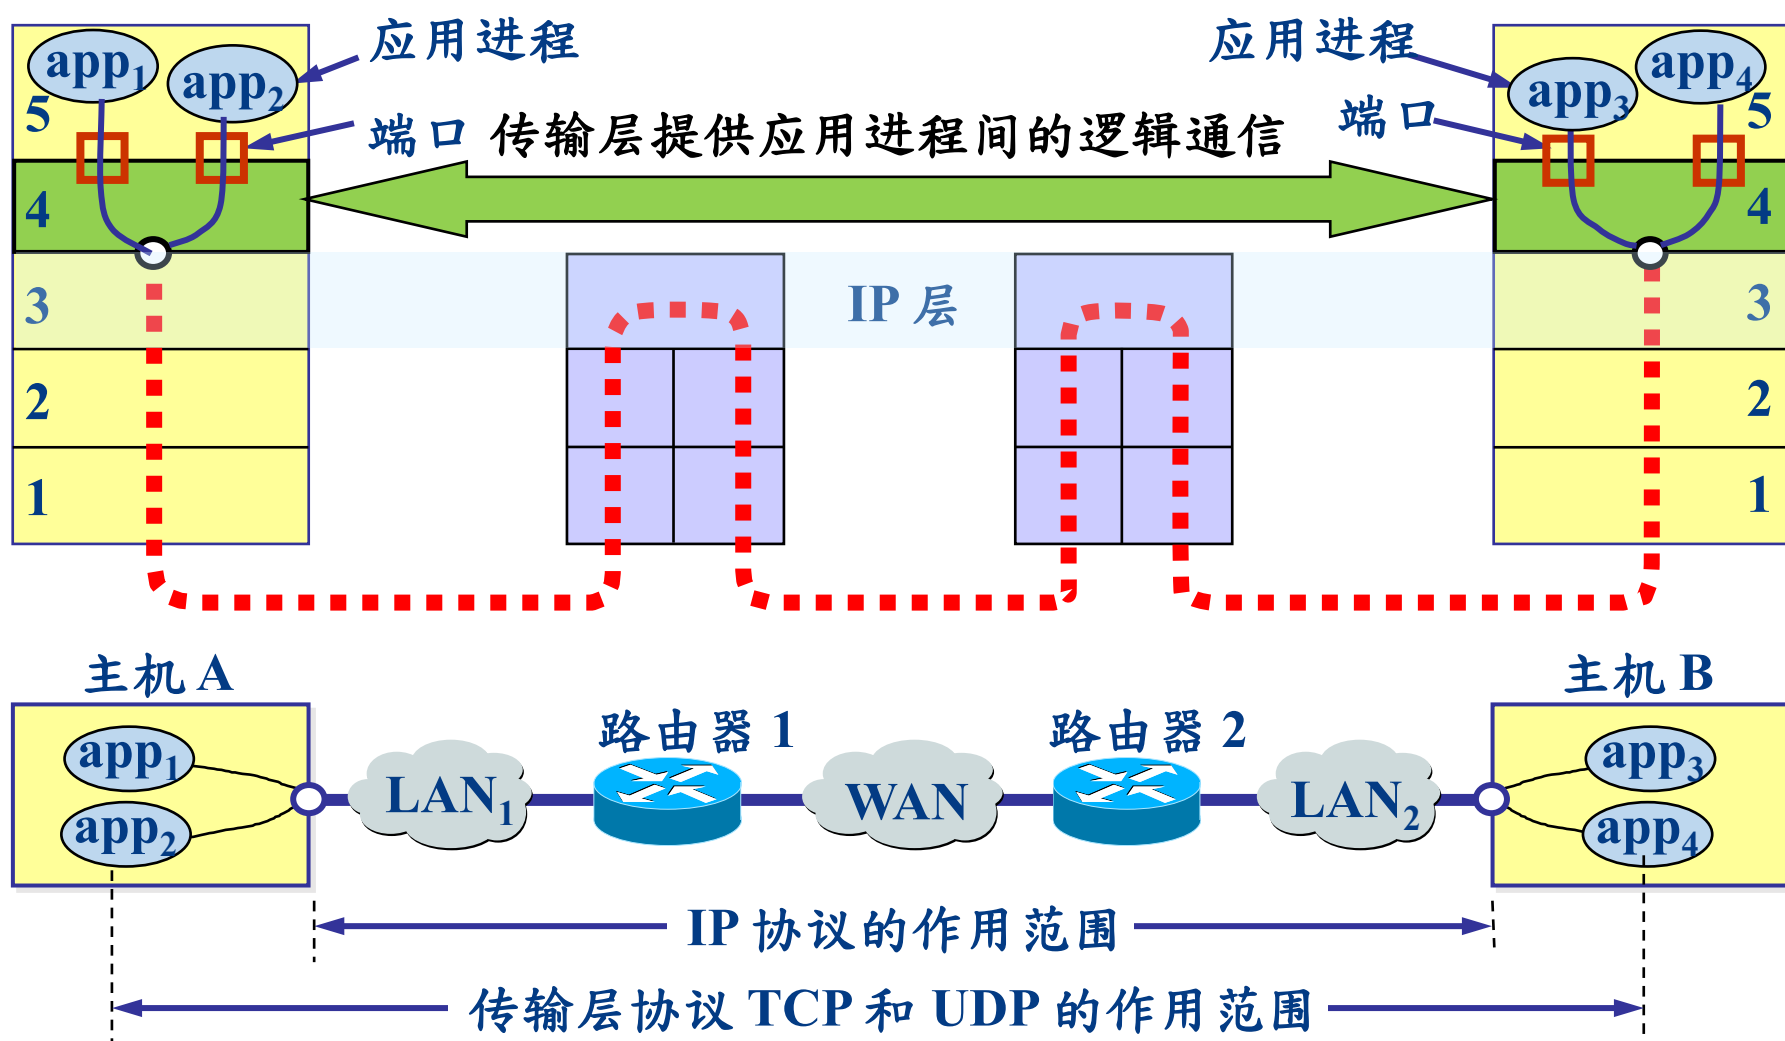 应用进程
应用进程
app1
app2
app3
app4
5
5
端口
传输层提供应用进程间的逻辑通信
端口
4
4
3
IP 层
3
2
2
1
1
主机 A
主机 B
路由器 1
路由器 2
app1
app2
LAN1
WAN
LAN2
app3
app4
IP 协议的作用范围
传输层协议 TCP 和 UDP 的作用范围